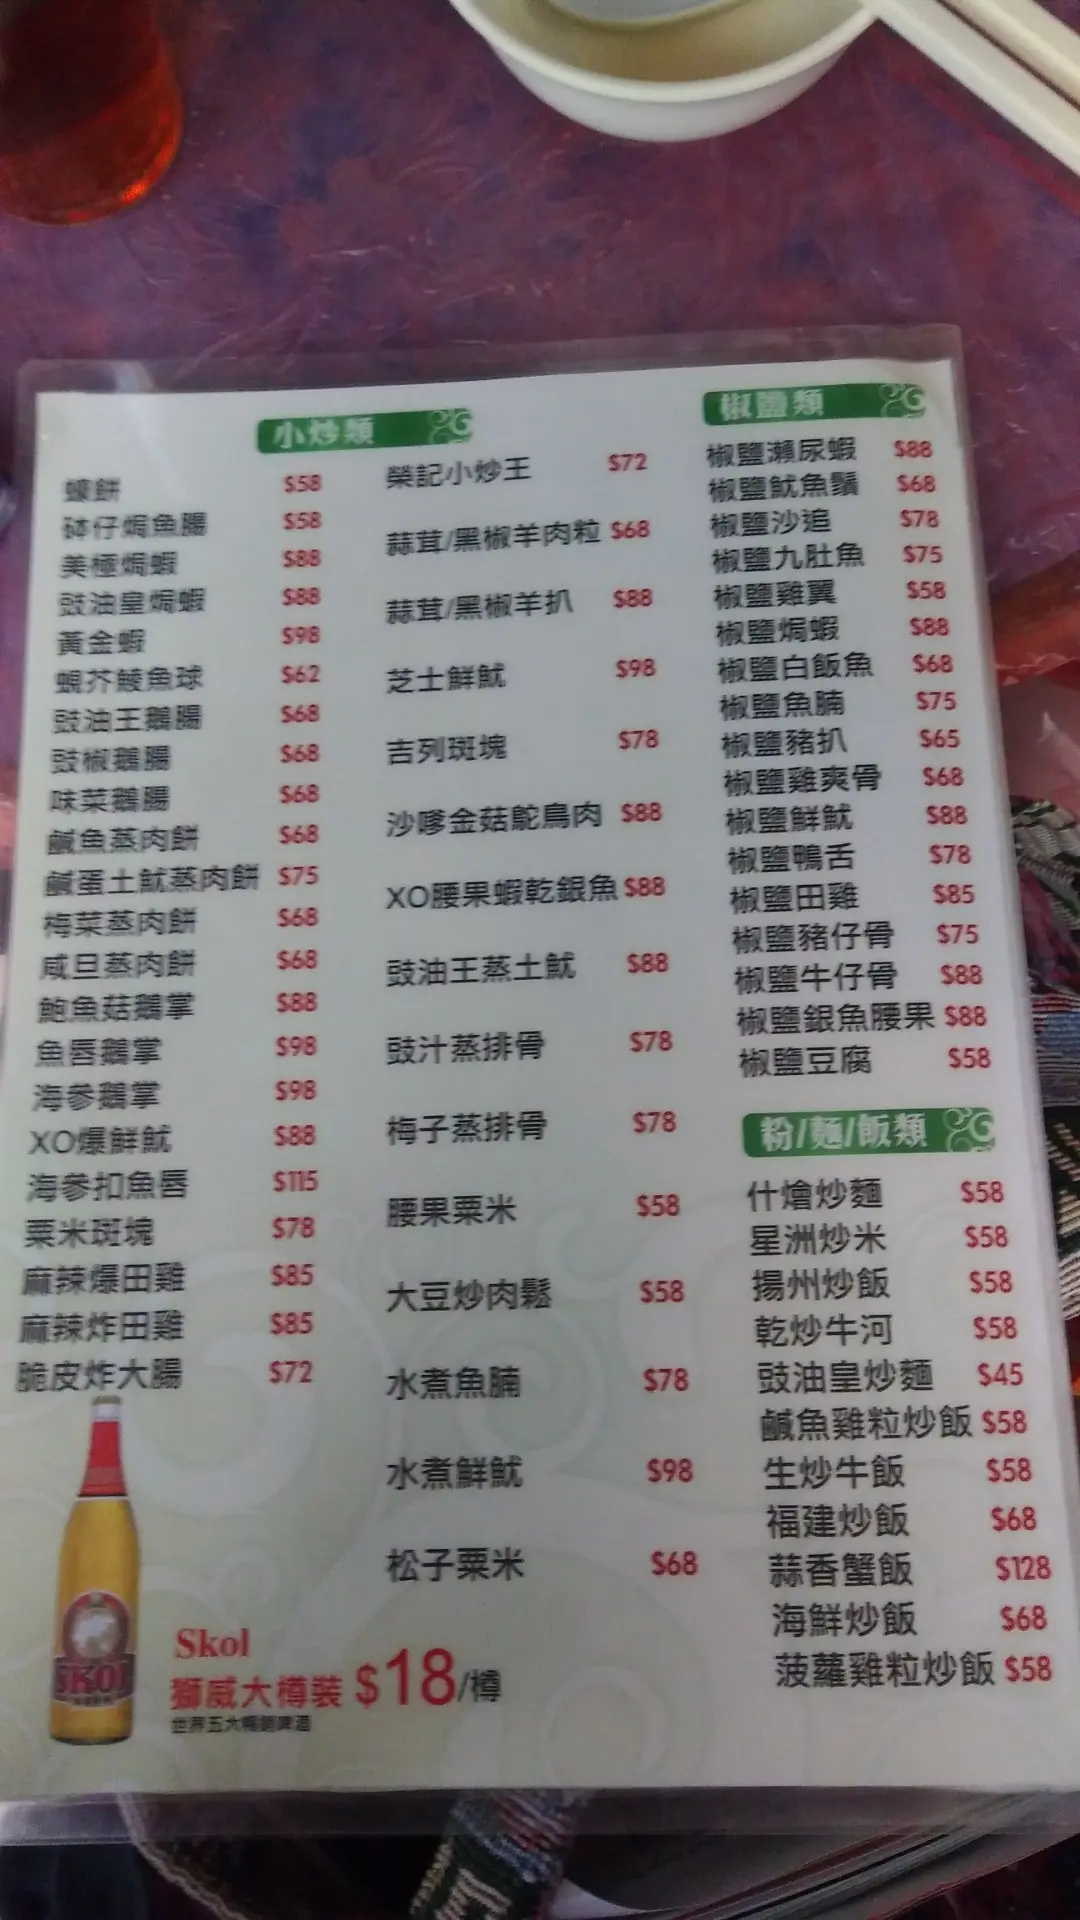 小炒類
蠔餅 $58
砵仔焗魚腸 $58
美極焗蝦 $88
豉油皇焗蝦 $88
黃金蝦 $98
蜆芥鯪魚球 $62
豉油王鵝腸 $68
豉椒鵝腸 $68
味菜鵝腸 $68
鹹魚蒸肉餅 $68
鹹蛋土魷蒸肉餅 $75
梅菜蒸肉餅 $68
咸旦蒸肉餅 $68
鮑魚菇鵝掌 $88
魚唇鵝掌 $98
海參鵝掌 $98
XO爆鮮魷 $88
海參扣魚唇 $115
粟米斑塊 $78
麻辣爆田雞 $85
麻辣炸田雞 $85
脆皮炸大腸 $72
榮記小炒王 $72
蒜茸/黑椒羊肉粒 $68
蒜茸/黑椒羊扒 $88
芝士鮮魷 $98
吉列斑塊 $78
沙嗲金菇鴕鳥肉 $88
XO腰果蝦乾銀魚 $88
豉油王蒸土魷 $88
豉汁蒸排骨 $78
梅子蒸排骨 $78
腰果粟米 $58
大豆炒肉鬆 $58
水煮魚腩 $78
水煮鮮魷 $98
松子粟米 $68
椒鹽類
椒鹽瀨尿蝦 $88
椒鹽魷魚鬚 $68
椒鹽沙追 $78
椒鹽九肚魚 $75
椒鹽雞翼 $58
椒鹽焗蝦 $88
椒鹽白飯魚 $68
椒鹽魚腩 $75
椒鹽豬扒 $65
椒鹽雞爽骨 $68
椒鹽鮮魷 $88
椒鹽鴨舌 $78
椒鹽田雞 $85
椒鹽豬仔骨 $75
椒鹽牛仔骨 $88
椒鹽銀魚腰果 $88
椒鹽豆腐 $58
粉/麵/飯類
什燴炒麵 $58
星洲炒米 $58
揚州炒飯 $58
乾炒牛河 $58
豉油皇炒麵 $45
鹹魚雞粒炒飯 $58
生炒牛飯 $58
福建炒飯 $68
蒜香蟹飯 $128
海鮮炒飯 $68
菠蘿雞粒炒飯 $58
SKOL
Skol
獅威大樽裝 $18/樽
世界五大暢銷啤酒